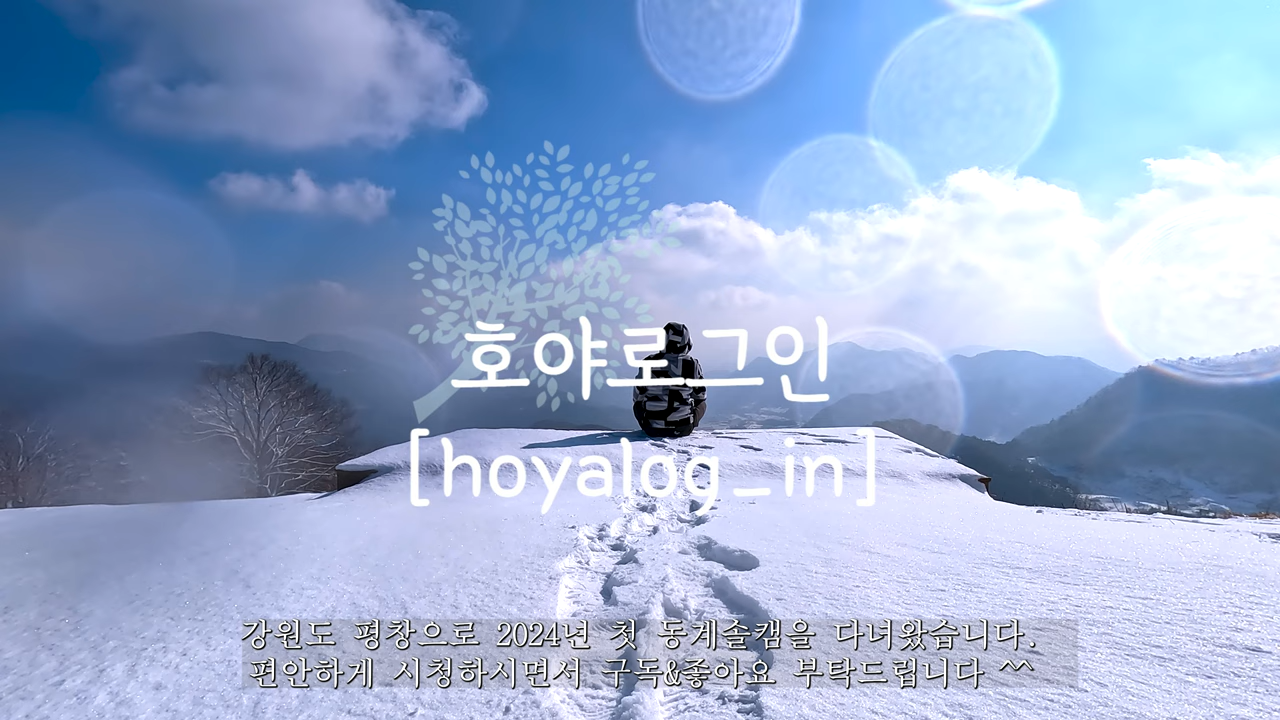 호야로그인
[hoyalog_in]
강원도 평창으로 2024년 첫 동계솔캠을 다녀왔습니다.
편안하게 시청하시면서 구독&좋아요 부탁드립니다 ^^